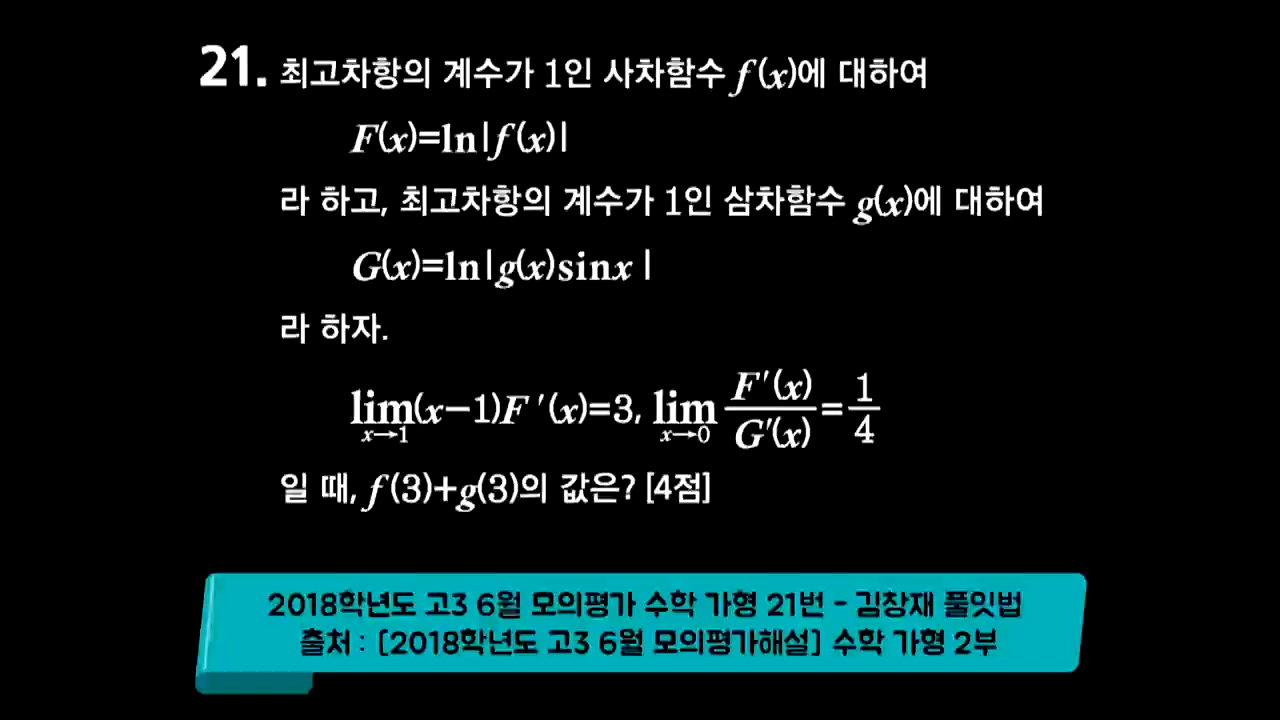 21. 최고차항의 계수가 1인 사차함수 f(x)에 대하여
F(x)=ln|f(x)|
라 하고, 최고차항의 계수가 1인 삼차함수 g(x)에 대하여
G(x)=ln|g(x)sinx|
라 하자.
lim_{x→1}(x−1)F′(x)=3, lim_{x→0} F′(x)/G′(x)=1/4
일 때, f(3)+g(3)의 값은? [4점]
2018학년도 고3 6월 모의평가 수학 가형 21번 - 김창재 풀잇법
출처 : [2018학년도 고3 6월 모의평가해설] 수학 가형 2부